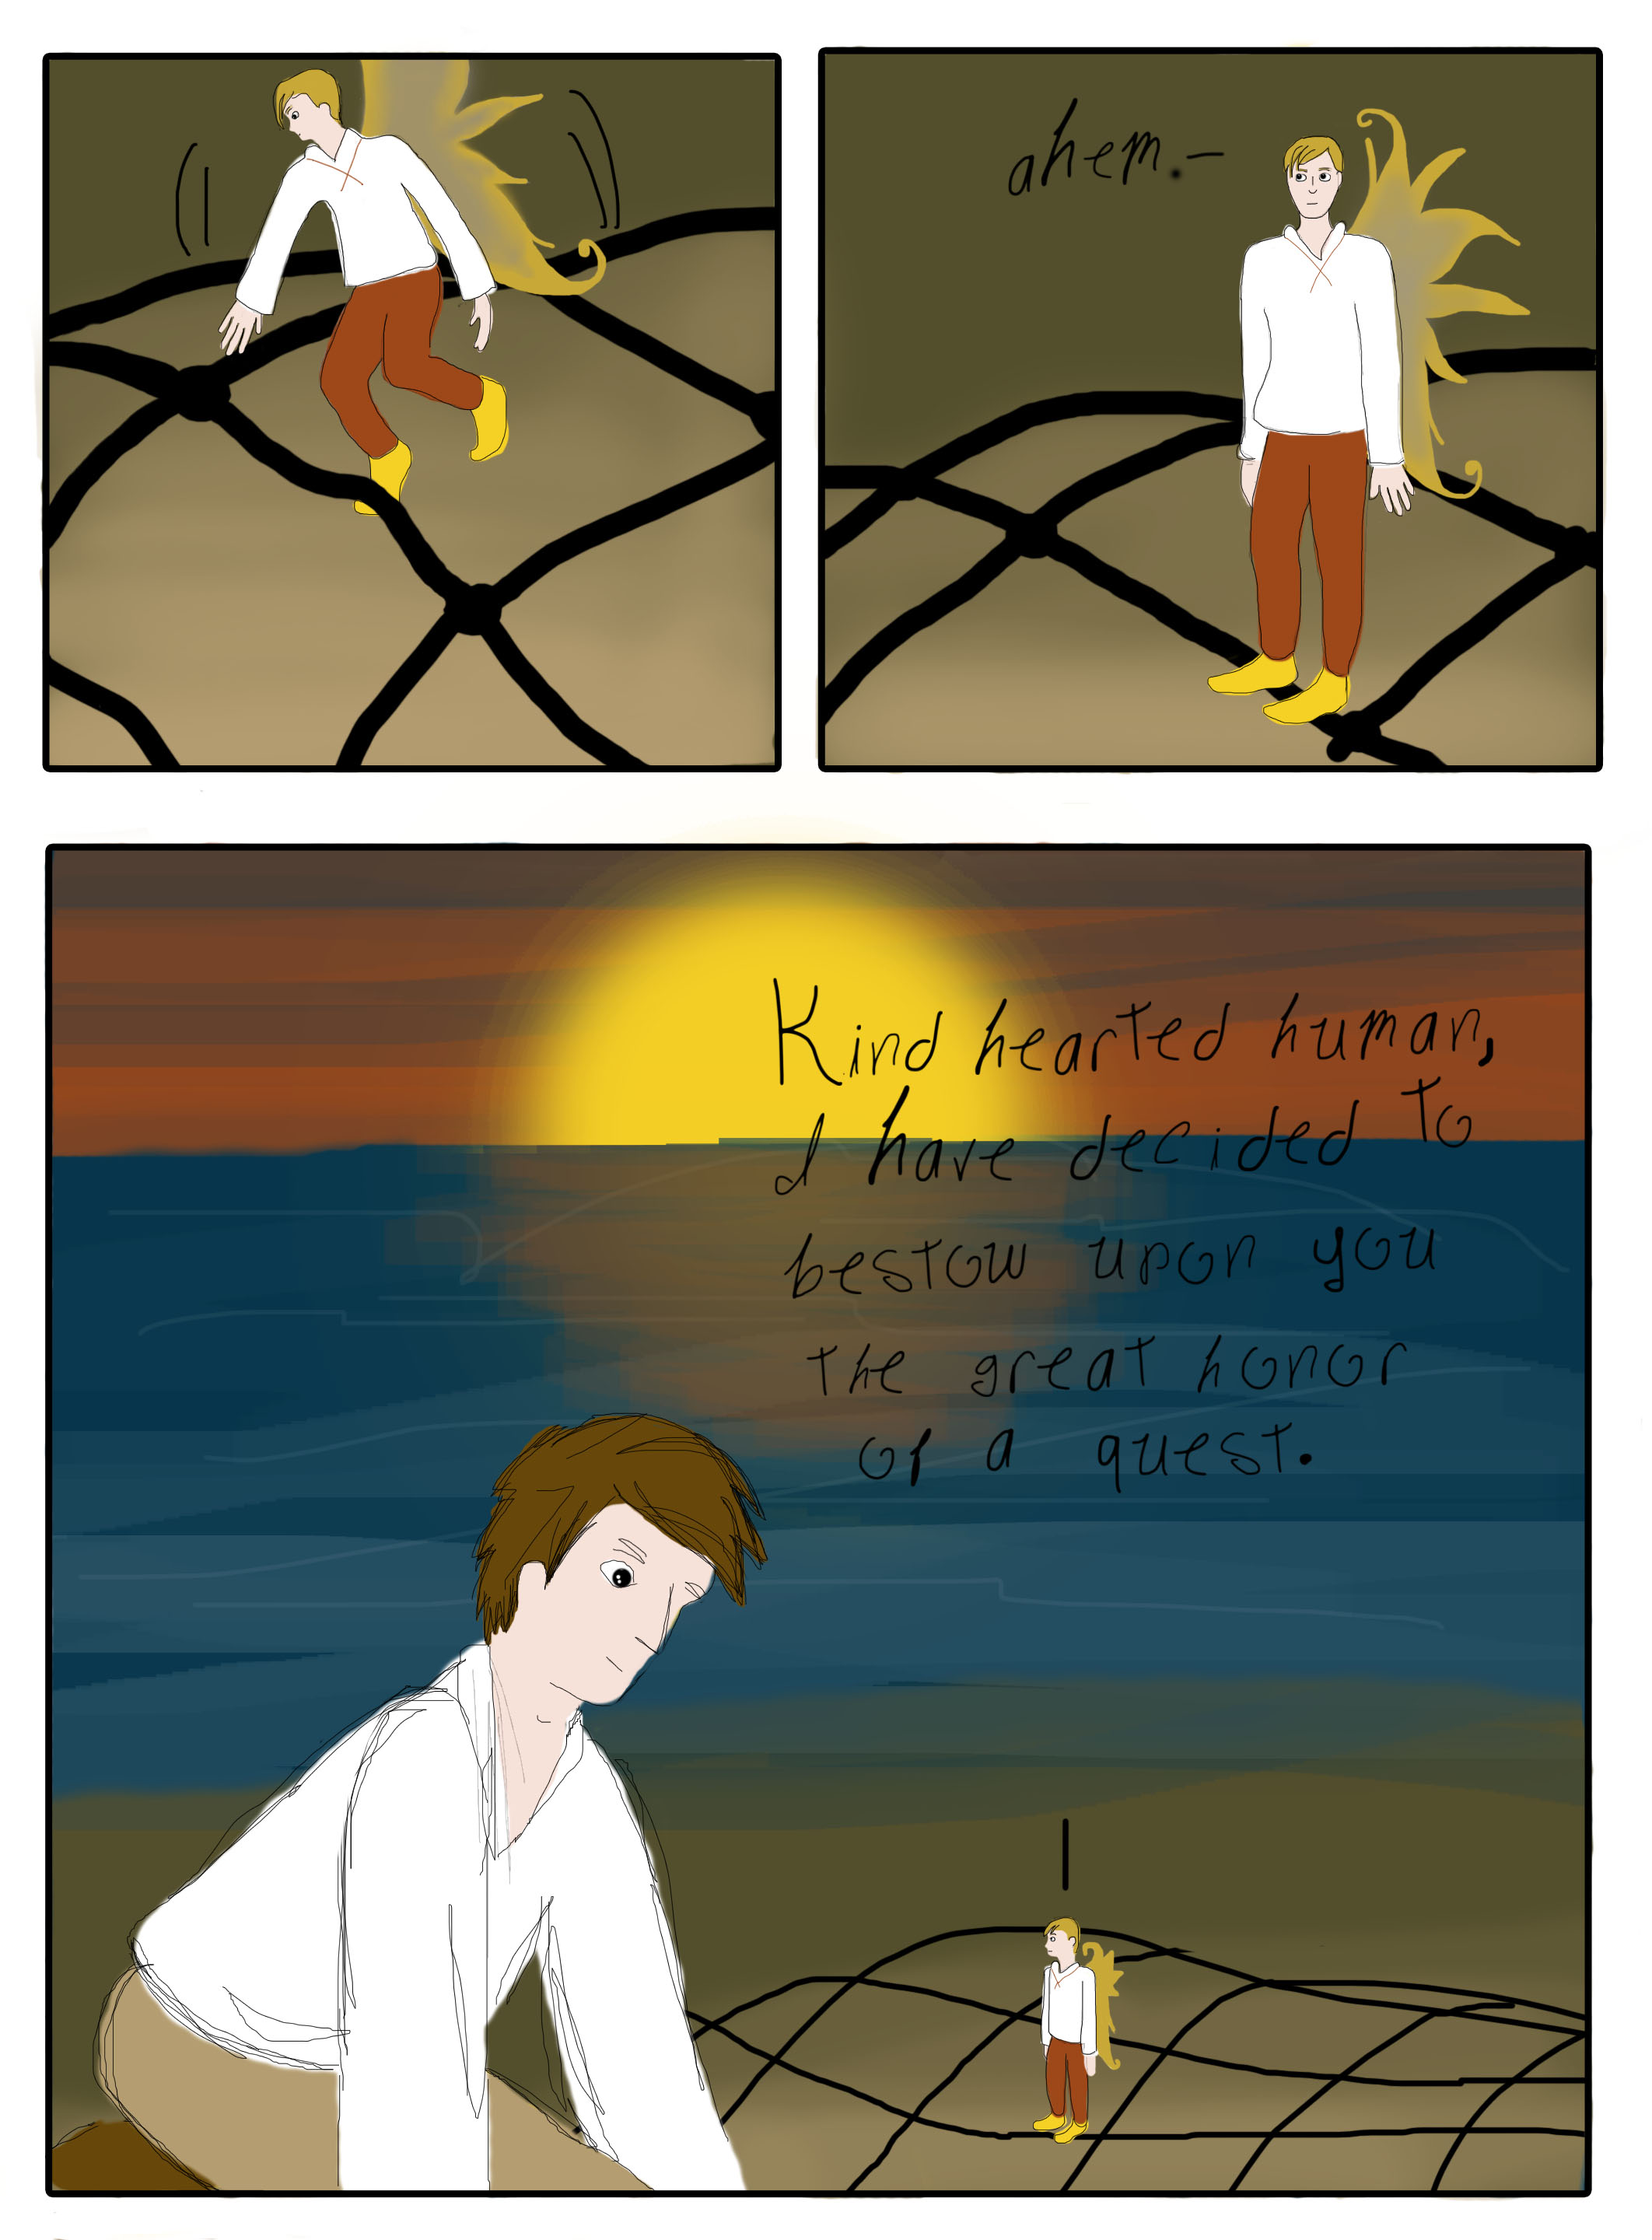 ahem.—
Kind hearted human,
I have decided to
bestow upon you
the great honor
of a quest.